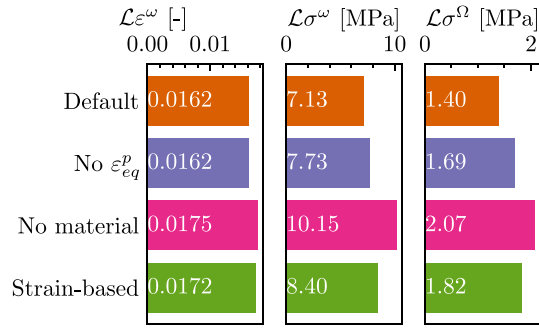 ℒε^ω [-] ℒσ^ω [MPa] ℒσ^Ω [MPa]
0.00 0.01 0 10 0 2
Default 0.0162 7.13 1.40
No ε_{eq}^p 0.0162 7.73 1.69
No material 0.0175 10.15 2.07
Strain-based 0.0172 8.40 1.82